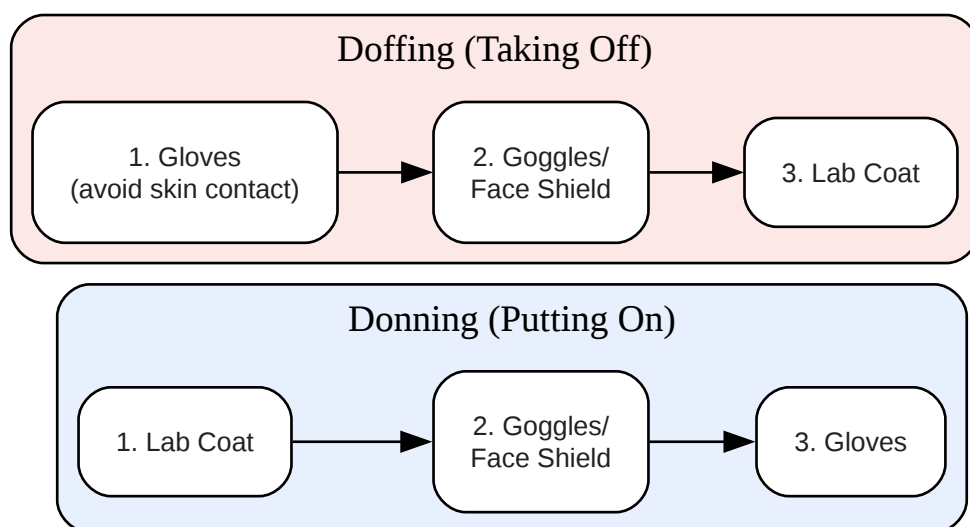 Doffing (Taking Off)
1. Gloves
(avoid skin contact)
2. Goggles/
Face Shield
3. Lab Coat
Donning (Putting On)
1. Lab Coat
2. Goggles/
Face Shield
3. Gloves